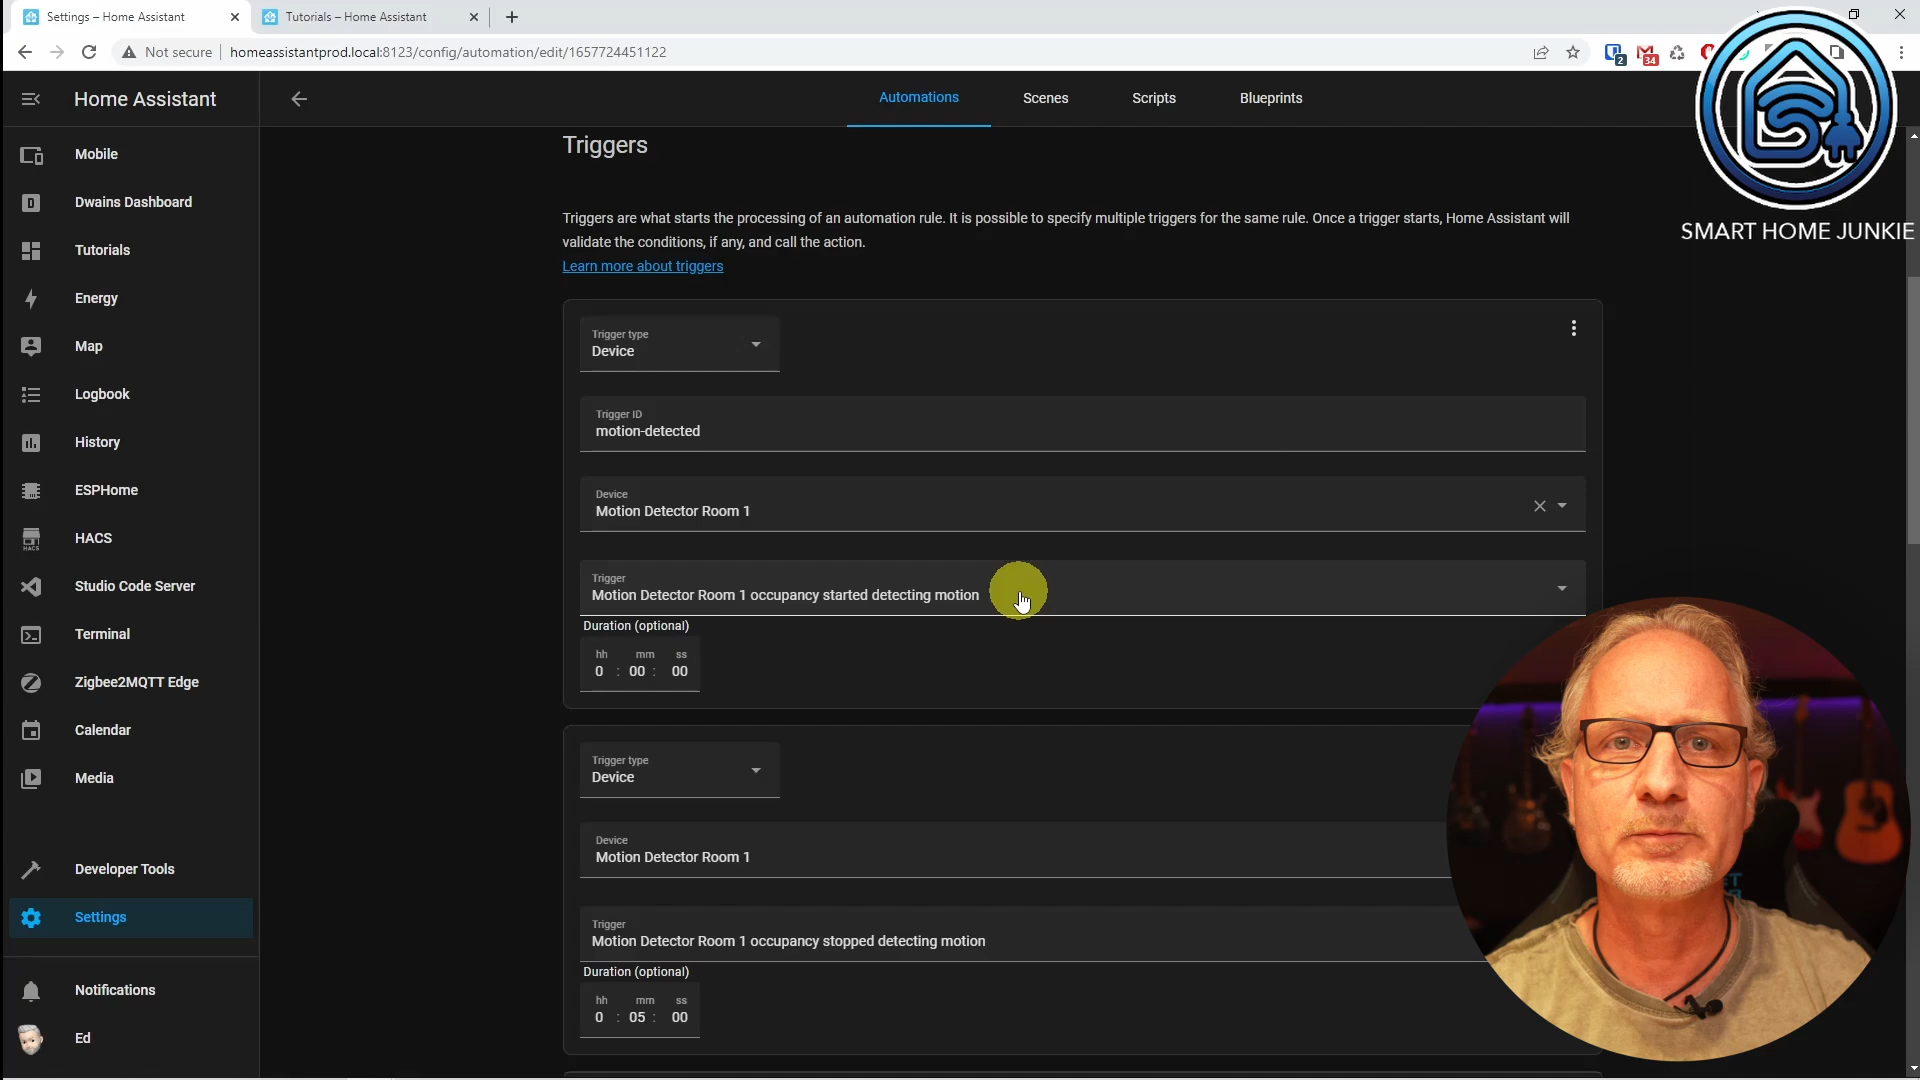 Settings – Home Assistant
Tutorials – Home Assistant
Not secure
homeassistantprod.local:8123/config/automation/edit/1657724451122
2
34
Home Assistant
Automations
Scenes
Scripts
Blueprints
SMART HOME JUNKIE
Mobile
Dwains Dashboard
Tutorials
Energy
Map
Logbook
History
ESPHome
HACS
HACS
Studio Code Server
Terminal
Zigbee2MQTT Edge
Calendar
Media
Developer Tools
Settings
Notifications
Ed
Triggers
Triggers are what starts the processing of an automation rule. It is possible to specify multiple triggers for the same rule. Once a trigger starts, Home Assistant will
validate the conditions, if any, and call the action.
Learn more about triggers
Trigger type
Device
Trigger ID
motion-detected
Device
Motion Detector Room 1
Trigger
Motion Detector Room 1 occupancy started detecting motion
Duration (optional)
hh mm ss
0 : 00 : 00
Trigger type
Device
Device
Motion Detector Room 1
Trigger
Motion Detector Room 1 occupancy stopped detecting motion
Duration (optional)
hh mm ss
0 : 05 : 00